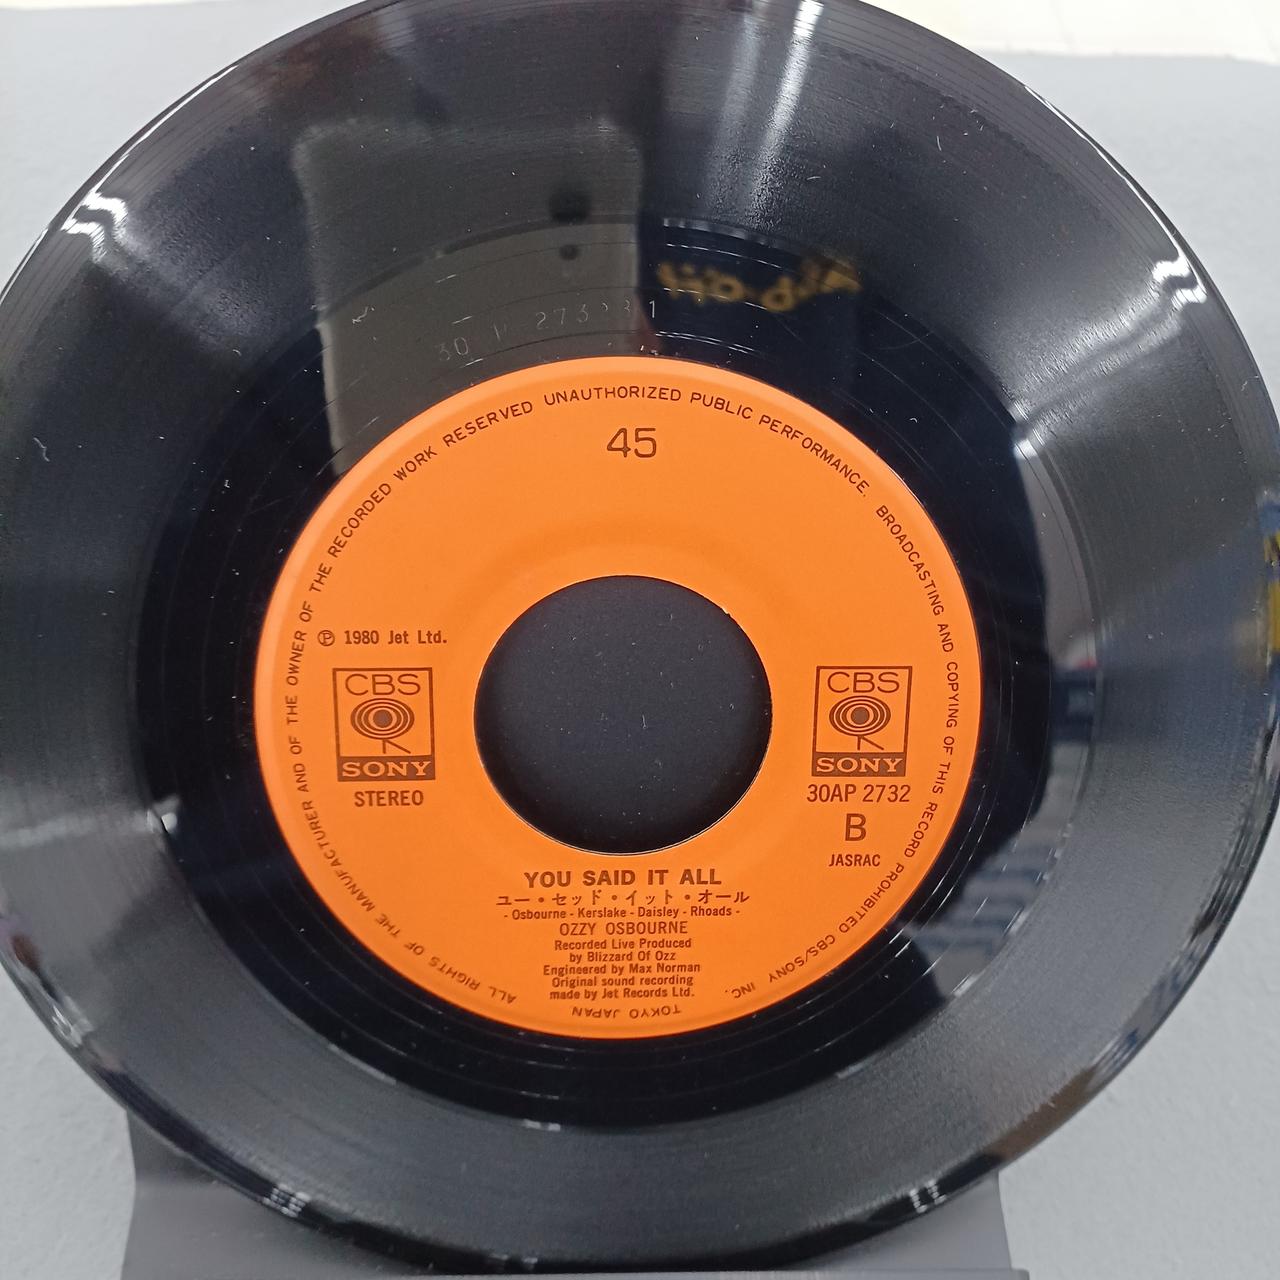 ALL RIGHTS OF THE MANUFACTURER AND OF THE OWNER OF THE RECORDED WORK RESERVED UNAUTHORIZED PUBLIC PERFORMANCE. BROADCASTING AND COPYING OF THIS RECORD PROHIBITED CBS/SONY INC.
TOKYO JAPAN
45
℗ 1980 Jet Ltd.
CBS
SONY
STEREO
CBS
SONY
30AP 2732
B
JASRAC
YOU SAID IT ALL
ユー・セッド・イット・オール
- Osbourne - Kerslake - Daisley - Rhoads -
OZZY OSBOURNE
Recorded Live Produced
by Blizzard Of Ozz
Engineered by Max Norman
Original sound recording
made by Jet Records Ltd.